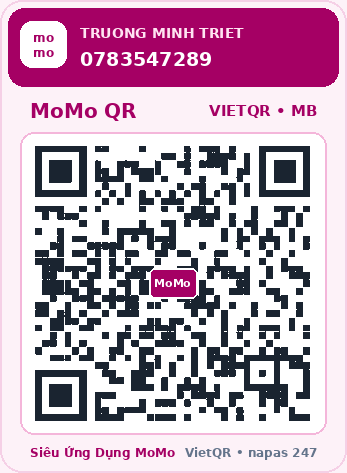 mo
mo
TRUONG MINH TRIET
0783547289
MoMo QR
VIETQR • MB
MoMo
Siêu Ứng Dụng MoMo
VietQR • napas 247